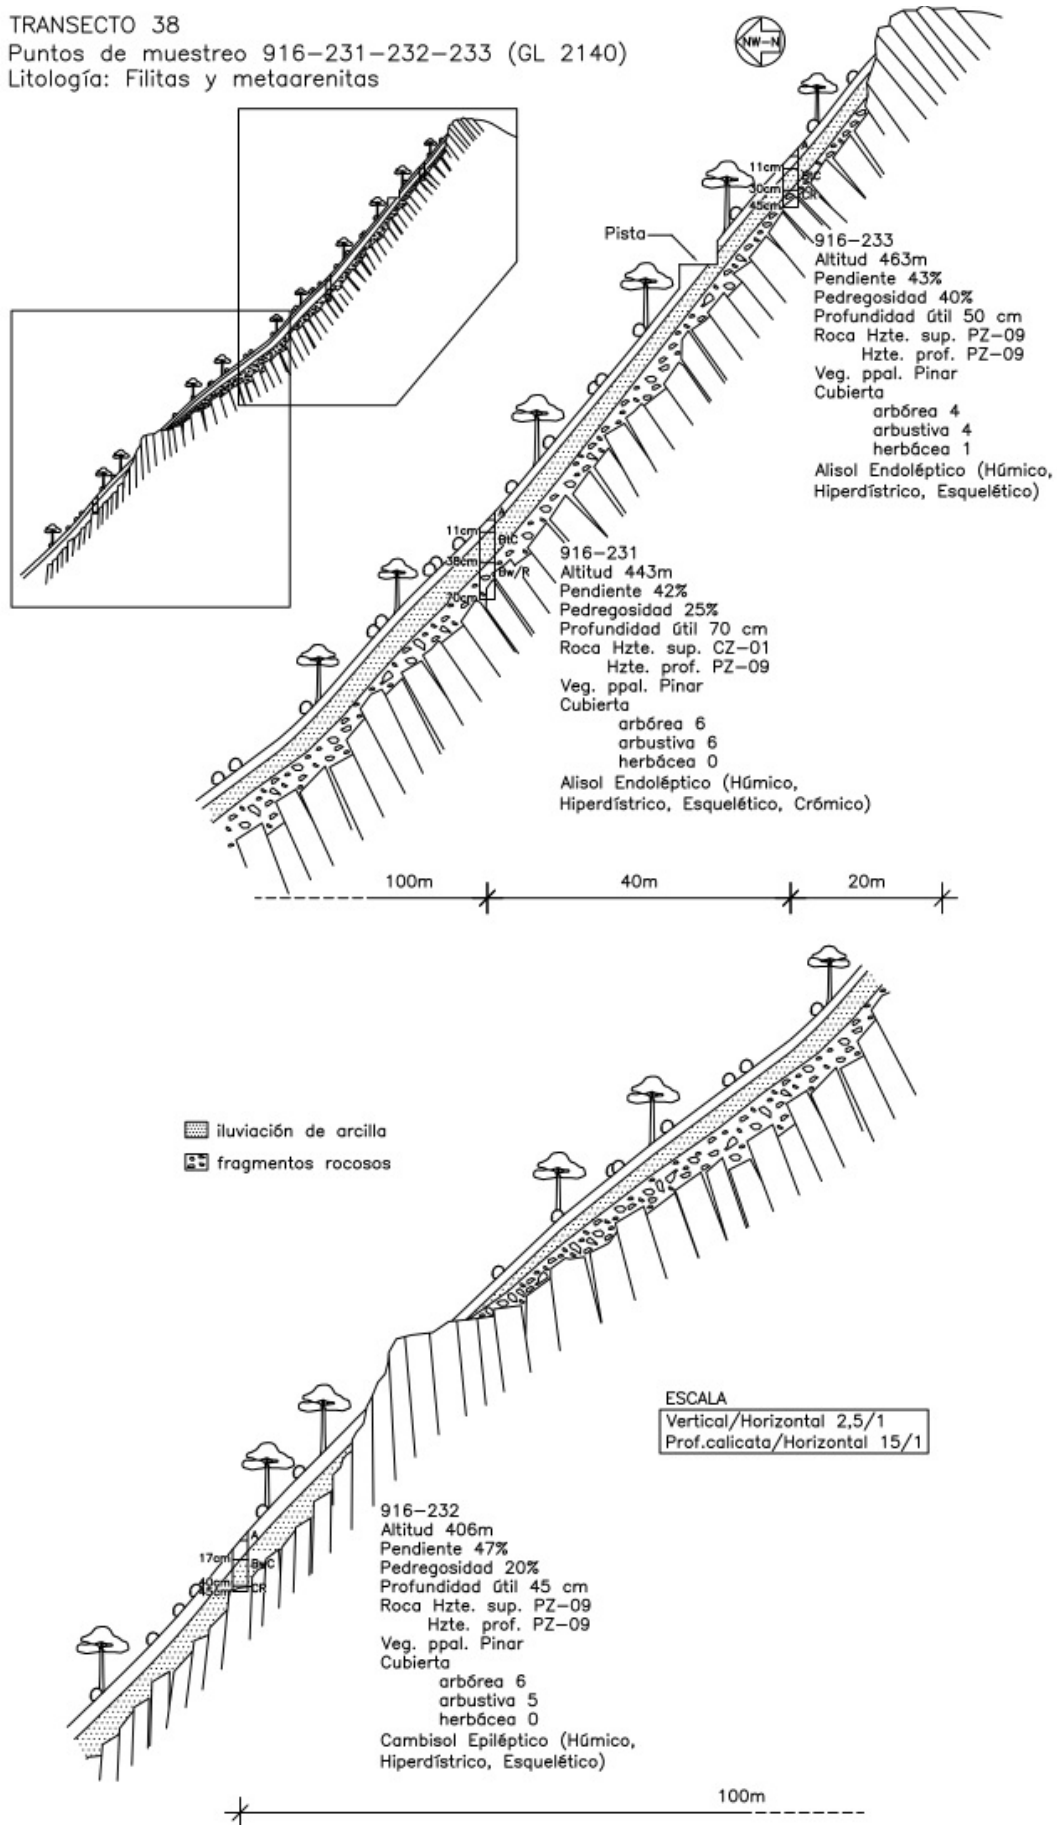 TRANSECTO 38
Puntos de muestreo 916-231-232-233 (GL 2140)
Litología: Filitas y metaarenitas
NW-N
A
11cm
30cm
45cm
CR
Pista
916-233
Altitud 463m
Pendiente 43%
Pedregosidad 40%
Profundidad útil 50 cm
Roca Hzte. sup. PZ-09
Hzte. prof. PZ-09
Veg. ppal. Pinar
Cubierta
arbórea 4
arbustiva 4
herbácea 1
Alisol Endoléptico (Húmico,
Hiperdístrico, Esquelético)
A
11cm
BtC
38cm
Bw/R
70cm
916-231
Altitud 443m
Pendiente 42%
Pedregosidad 25%
Profundidad útil 70 cm
Roca Hzte. sup. CZ-01
Hzte. prof. PZ-09
Veg. ppal. Pinar
Cubierta
arbórea 6
arbustiva 6
herbácea 0
Alisol Endoléptico (Húmico,
Hiperdístrico, Esquelético, Crómico)
100m 40m 20m
iluviación de arcilla
fragmentos rocosos
ESCALA
Vertical/Horizontal 2,5/1
Prof.calicata/Horizontal 15/1
A
17cm
BwC
40cm
45cm
CR
916-232
Altitud 406m
Pendiente 47%
Pedregosidad 20%
Profundidad útil 45 cm
Roca Hzte. sup. PZ-09
Hzte. prof. PZ-09
Veg. ppal. Pinar
Cubierta
arbórea 6
arbustiva 5
herbácea 0
Cambisol Epiléptico (Húmico,
Hiperdístrico, Esquelético)
100m